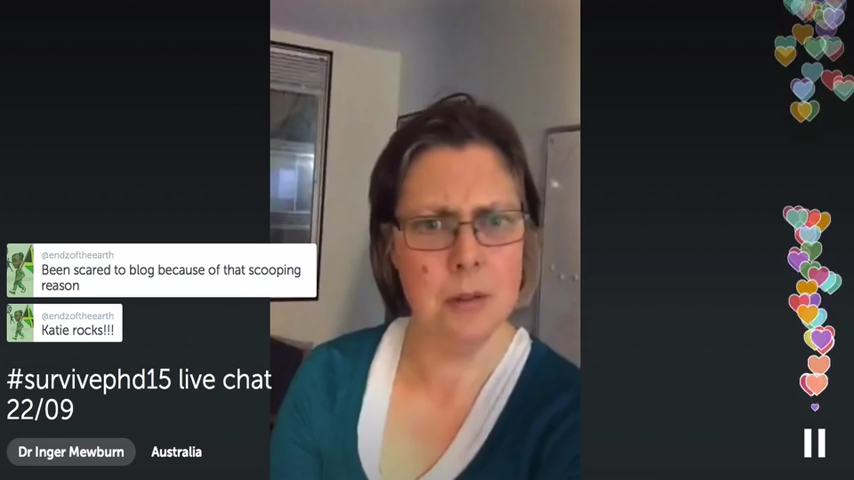 @endzoftheearth
Been scared to blog because of that scooping
reason
@endzoftheearth
Katie rocks!!!
#survivephd15 live chat
22/09
Dr Inger Mewburn
Australia